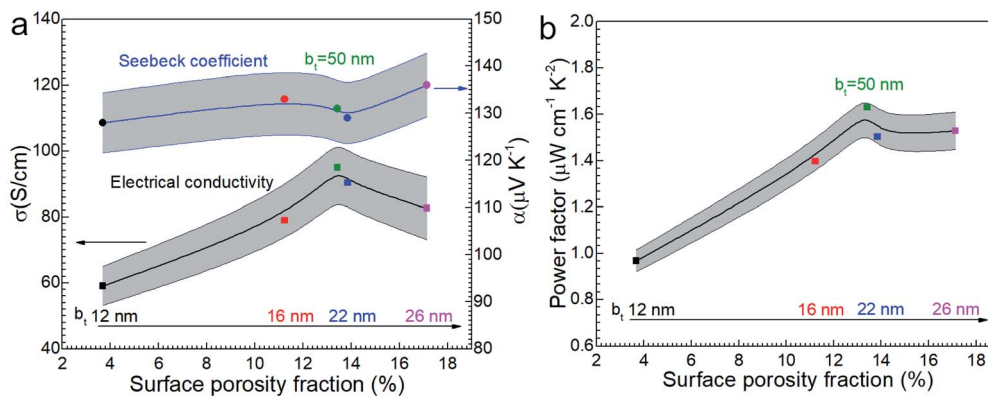 a
140
120
100
80
60
40
σ(S/cm)
Seebeck coefficient
b_t=50 nm
Electrical conductivity
b_t 12 nm
16 nm
22 nm
26 nm
150
140
130
120
110
100
90
80
α(μV K⁻¹)
2 4 6 8 10 12 14 16 18
Surface porosity fraction (%)
b
2.0
1.8
1.6
1.4
1.2
1.0
0.8
0.6
Power factor (μW cm⁻¹ K⁻²)
b_t=50 nm
b_t 12 nm
16 nm
22 nm
26 nm
2 4 6 8 10 12 14 16 18
Surface porosity fraction (%)